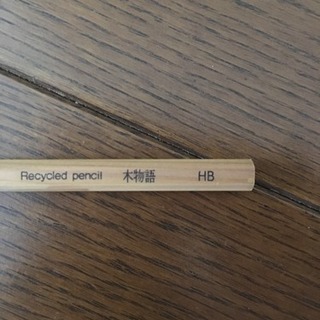 Recycled pencil 木物語 HB